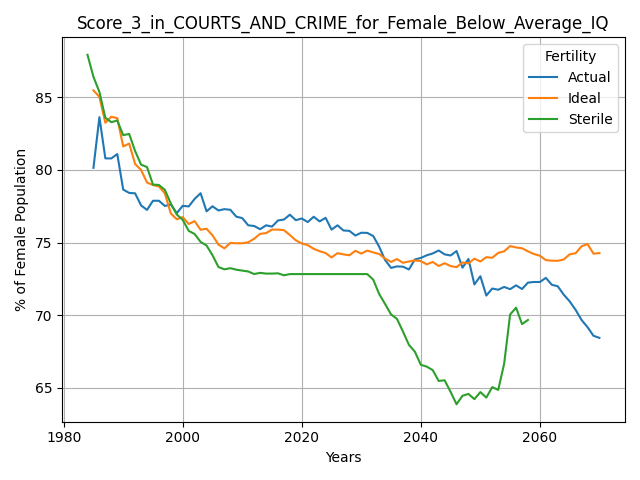 Score_3_in_COURTS_AND_CRIME_for_Female_Below_Average_IQ
Fertility
Actual
Ideal
Sterile
% of Female Population
85
80
75
70
65
1980
2000
2020
2040
2060
Years